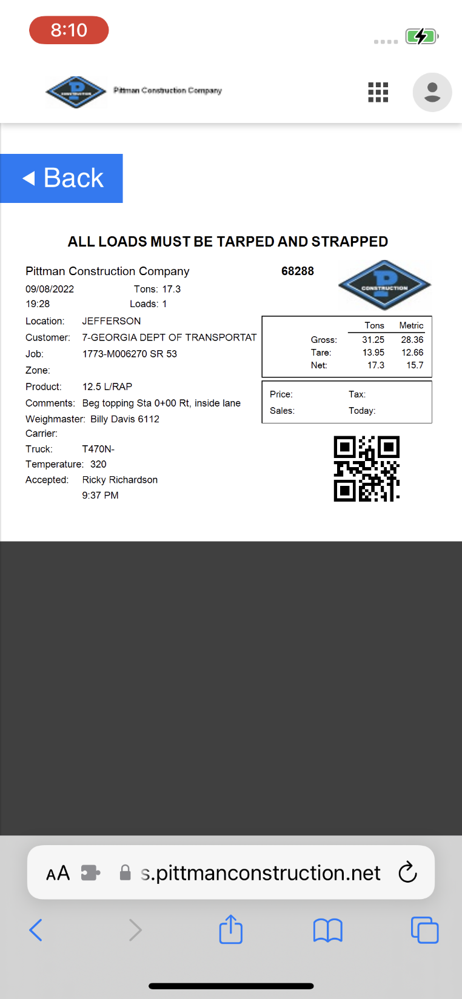 8:10
Pittman Construction Company
◀ Back
ALL LOADS MUST BE TARPED AND STRAPPED
Pittman Construction Company 68288
P CONSTRUCTION
09/08/2022 Tons: 17.3
19:28 Loads: 1
Location: JEFFERSON
Customer: 7-GEORGIA DEPT OF TRANSPORTAT
Job: 1773-M006270 SR 53
Zone:
Product: 12.5 L/RAP
Comments: Beg topping Sta 0+00 Rt, inside lane
Weighmaster: Billy Davis 6112
Carrier:
Truck: T470N-
Temperature: 320
Accepted: Ricky Richardson
9:37 PM
Tons Metric
Gross: 31.25 28.36
Tare: 13.95 12.66
Net: 17.3 15.7
Price: Tax:
Sales: Today:
AA s.pittmanconstruction.net